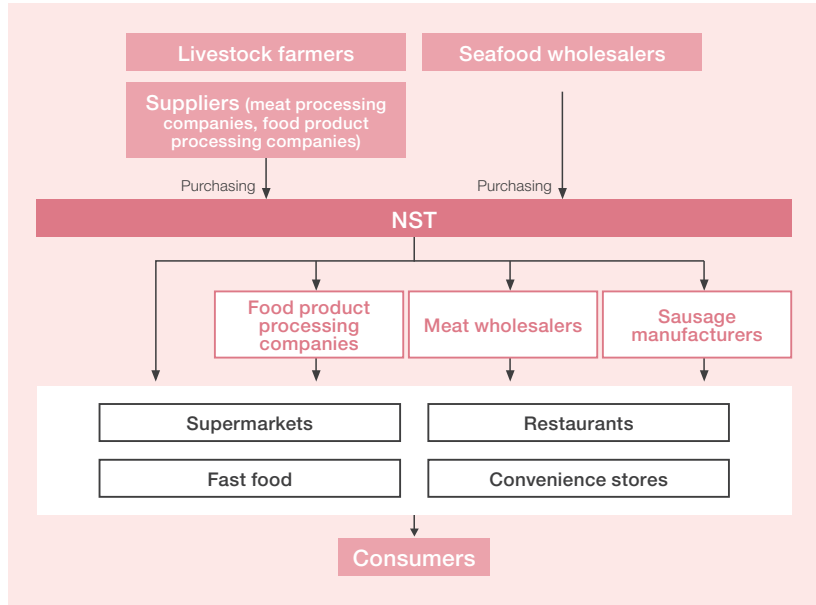 Livestock farmers
Seafood wholesalers
Suppliers (meat processing
companies, food product
processing companies)
Purchasing
Purchasing
NST
Food product
processing
companies
Meat wholesalers
Sausage
manufacturers
Supermarkets
Restaurants
Fast food
Convenience stores
Consumers